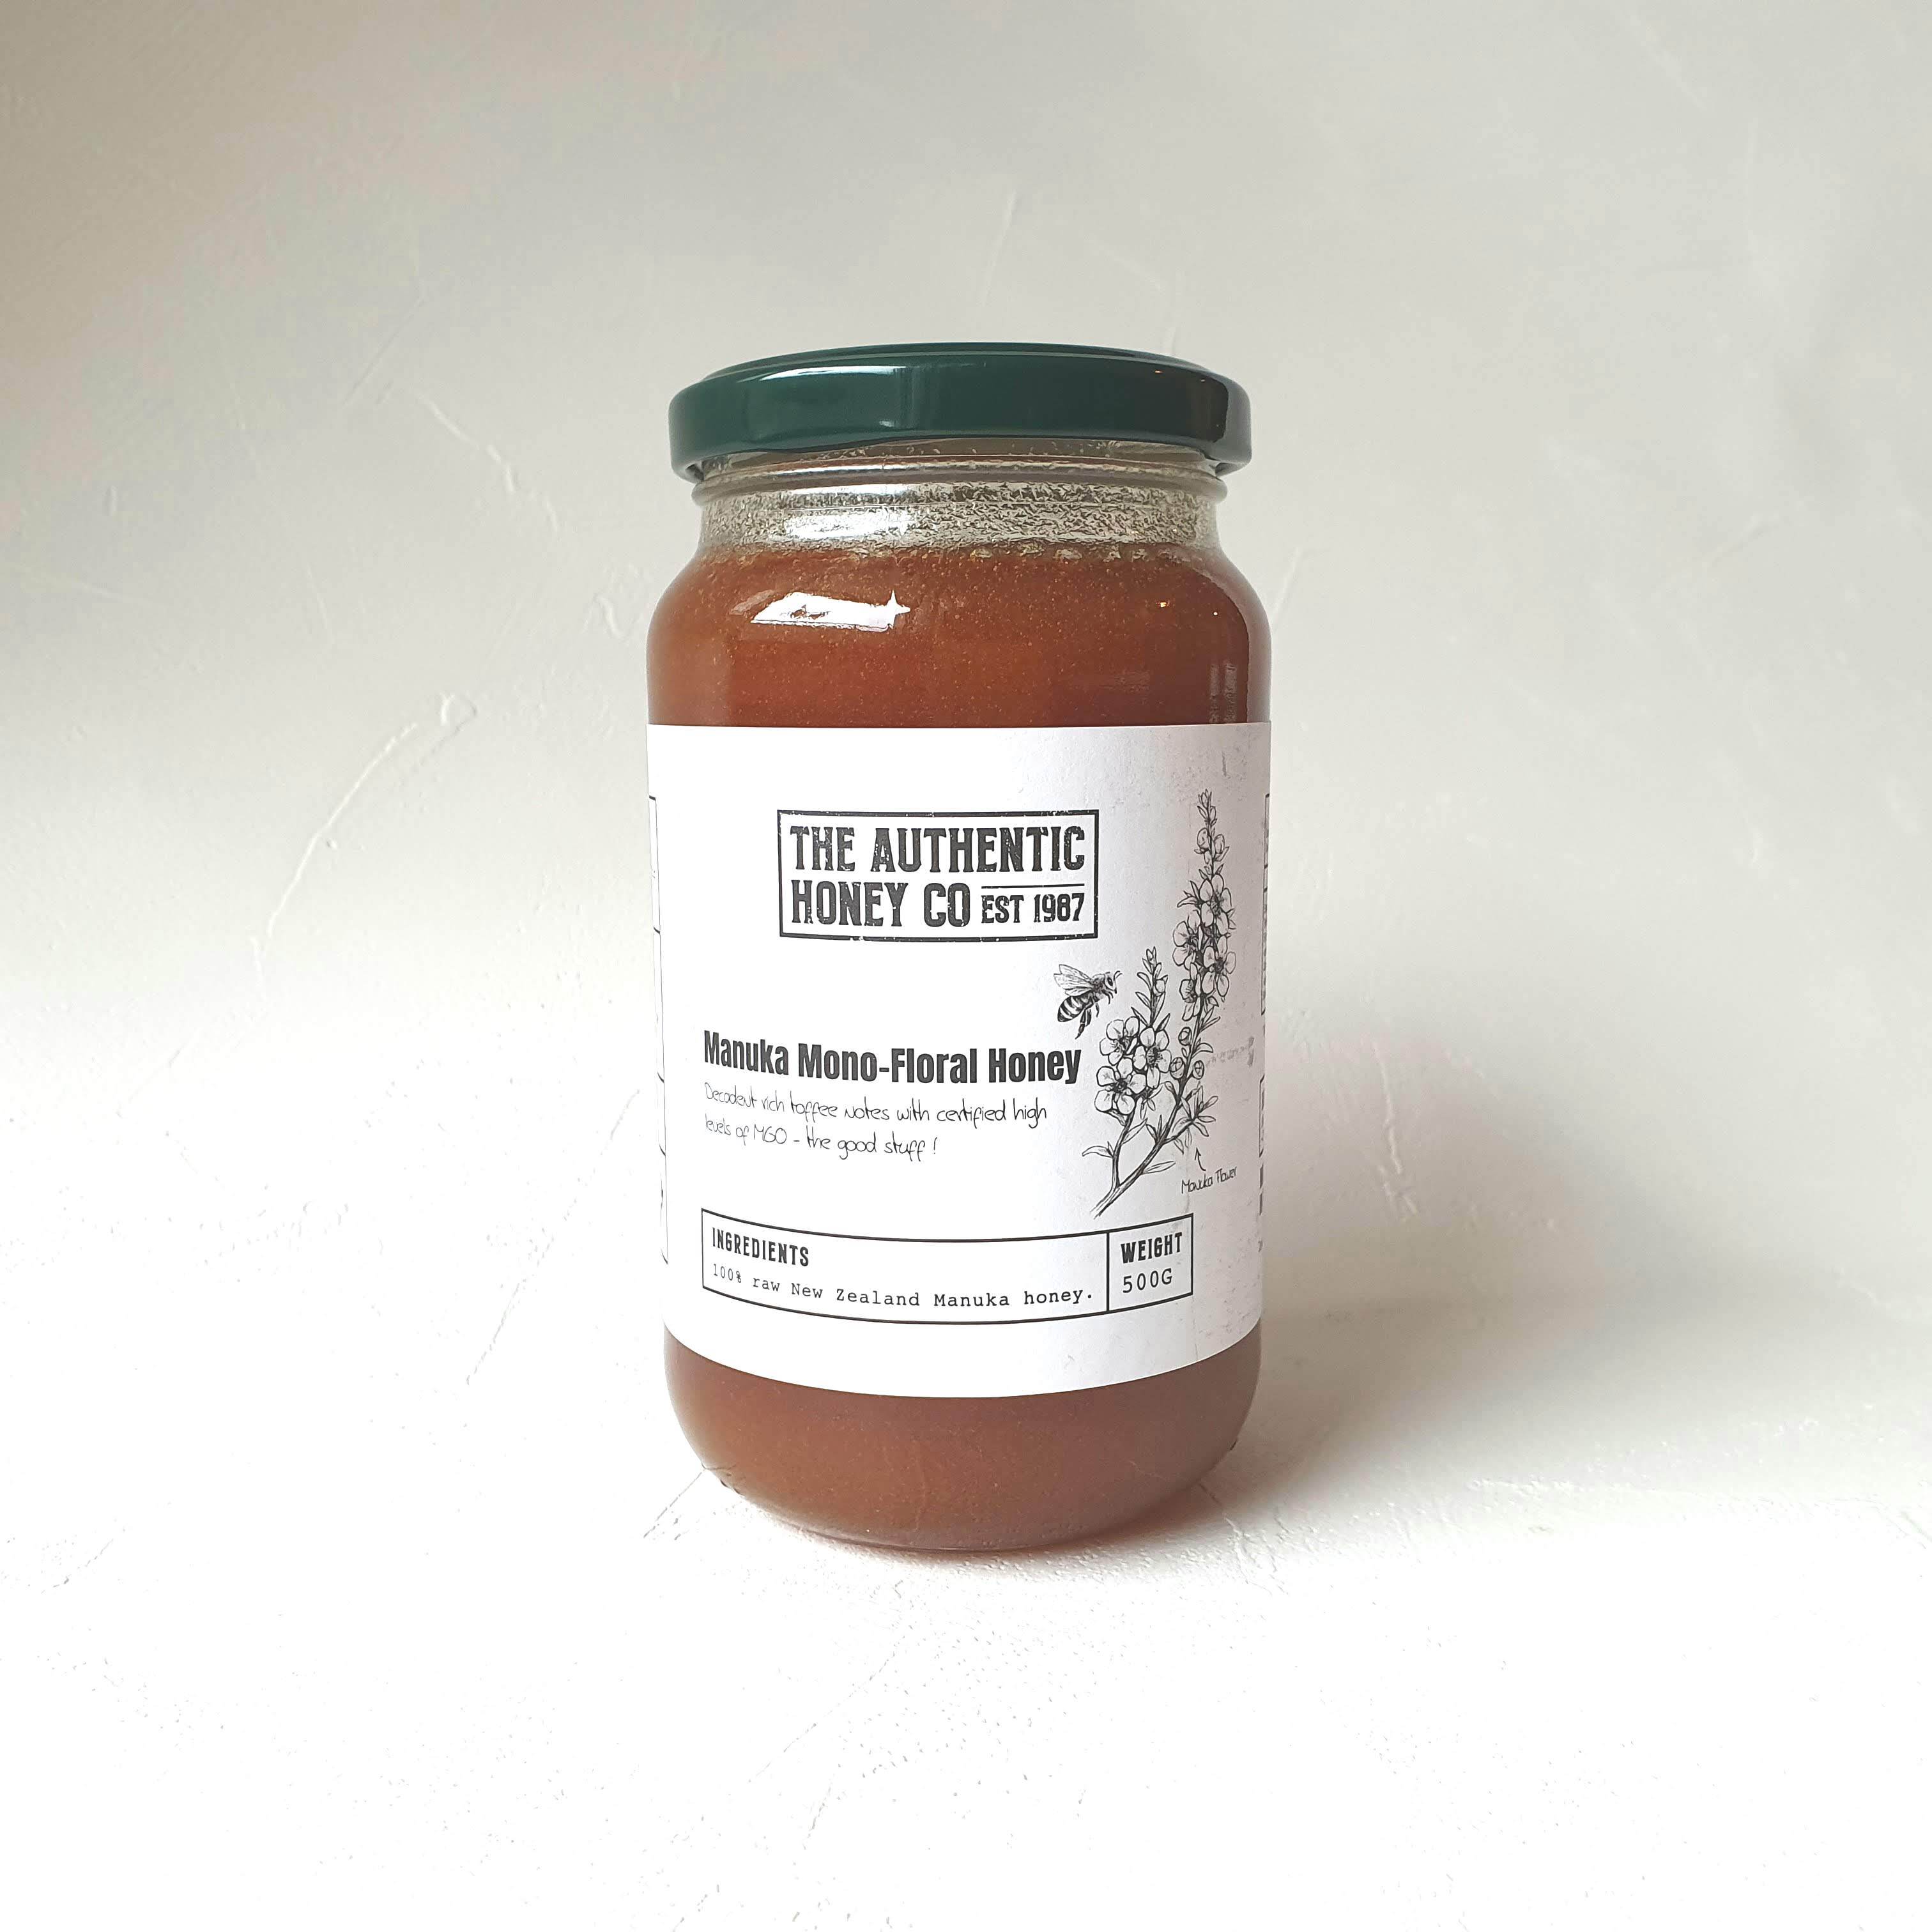 THE AUTHENTIC
HONEY CO EST 1987
Manuka Mono-Floral Honey
Decadent rich toffee notes with certified high
levels of MGO - the good stuff!
Manuka Flower
INGREDIENTS
100% raw New Zealand Manuka honey.
WEIGHT
500G